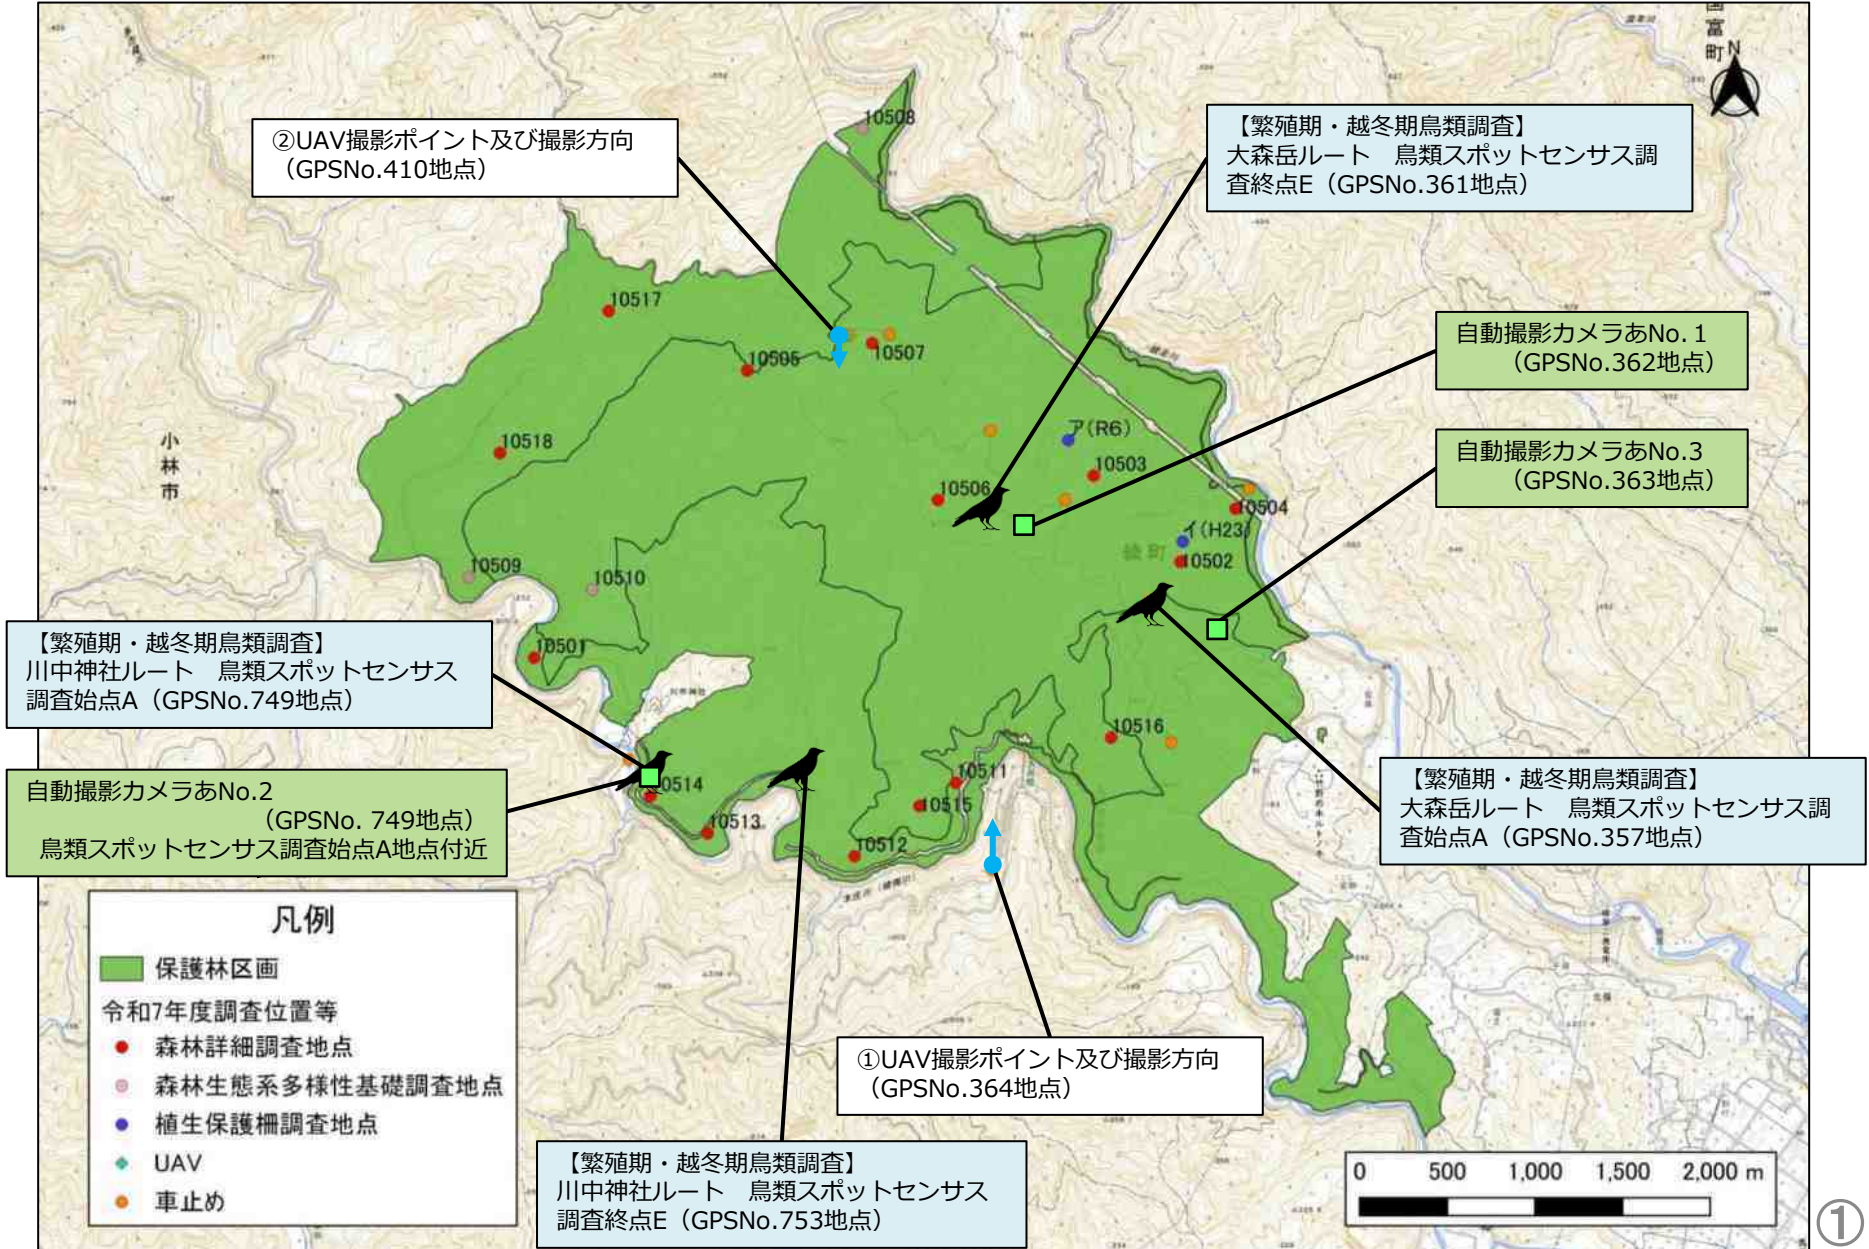 国富町
N
10508
②UAV撮影ポイント及び撮影方向
（GPSNo.410地点）
【繁殖期・越冬期鳥類調査】
大森岳ルート　鳥類スポットセンサス調
査終点E（GPSNo.361地点）
10517
10507
10505
自動撮影カメラあNo.1
（GPSNo.362地点）
ア(R6)
小林市
10518
10503
自動撮影カメラあNo.3
（GPSNo.363地点）
10506
10504
イ(H23)
綾町
10502
10509
10510
【繁殖期・越冬期鳥類調査】
川中神社ルート　鳥類スポットセンサス
調査始点A（GPSNo.749地点）
10501
川中神社
10516
自動撮影カメラあNo.2
（GPSNo. 749地点）
鳥類スポットセンサス調査始点A地点付近
10514
10511
10515
10513
10512
【繁殖期・越冬期鳥類調査】
大森岳ルート　鳥類スポットセンサス調
査始点A（GPSNo.357地点）
凡例
保護林区画
令和7年度調査位置等
森林詳細調査地点
森林生態系多様性基礎調査地点
植生保護柵調査地点
UAV
車止め
①UAV撮影ポイント及び撮影方向
（GPSNo.364地点）
【繁殖期・越冬期鳥類調査】
川中神社ルート　鳥類スポットセンサス
調査終点E（GPSNo.753地点）
0 500 1,000 1,500 2,000 m
①